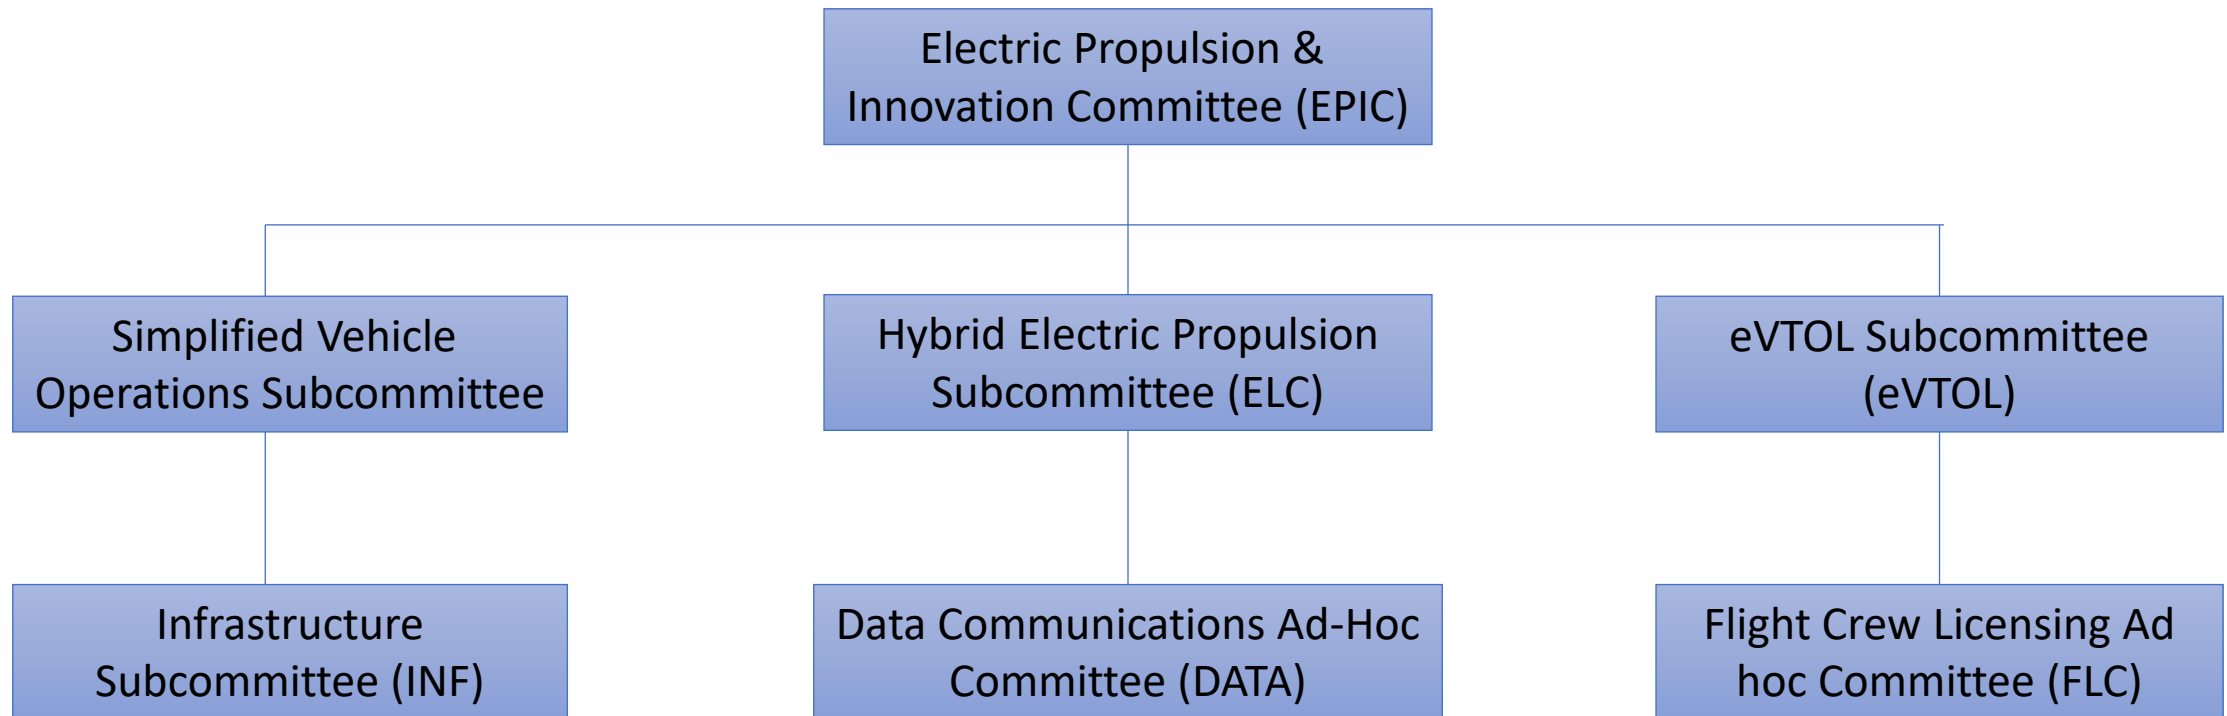 Electric Propulsion &
Innovation Committee (EPIC)
Simplified Vehicle
Operations Subcommittee
Hybrid Electric Propulsion
Subcommittee (ELC)
eVTOL Subcommittee
(eVTOL)
Infrastructure
Subcommittee (INF)
Data Communications Ad-Hoc
Committee (DATA)
Flight Crew Licensing Ad
hoc Committee (FLC)